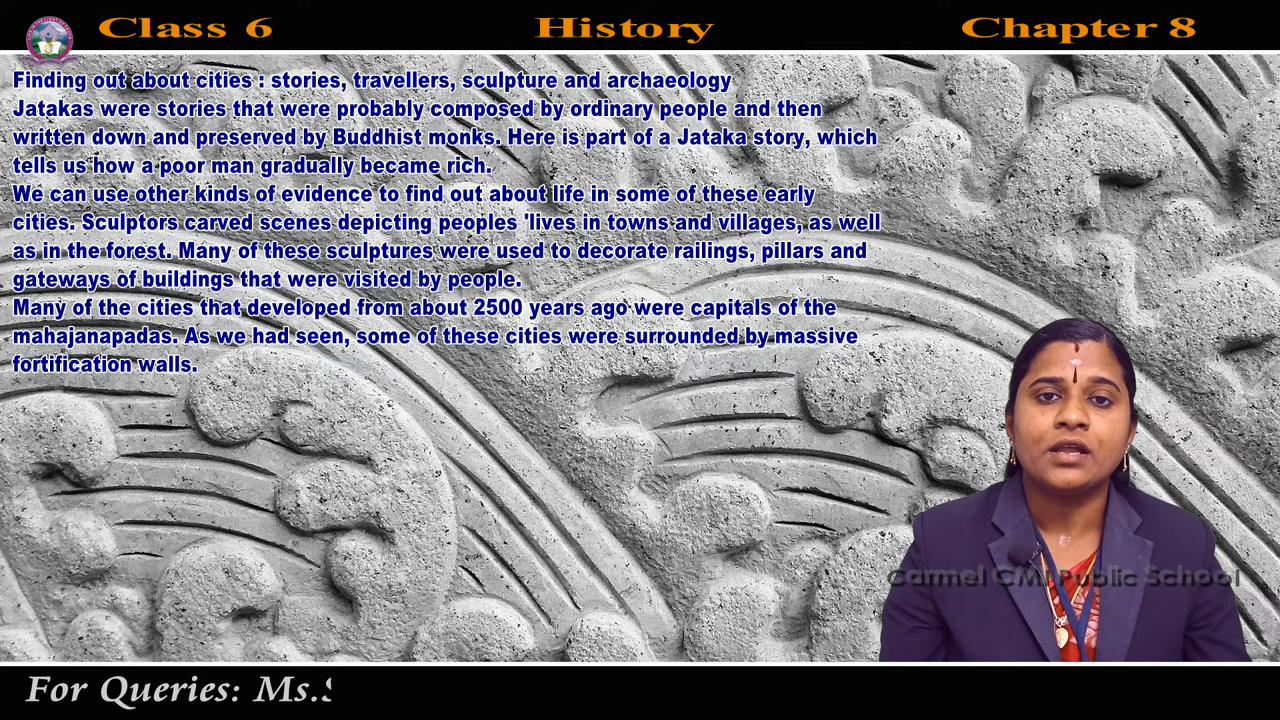 Class 6 History Chapter 8
Finding out about cities : stories, travellers, sculpture and archaeology
Jatakas were stories that were probably composed by ordinary people and then
written down and preserved by Buddhist monks. Here is part of a Jataka story, which
tells us how a poor man gradually became rich.
We can use other kinds of evidence to find out about life in some of these early
cities. Sculptors carved scenes depicting peoples 'lives in towns and villages, as well
as in the forest. Many of these sculptures were used to decorate railings, pillars and
gateways of buildings that were visited by people.
Many of the cities that developed from about 2500 years ago were capitals of the
mahajanapadas. As we had seen, some of these cities were surrounded by massive
fortification walls.
Carmel CMI Public School
For Queries: Ms.